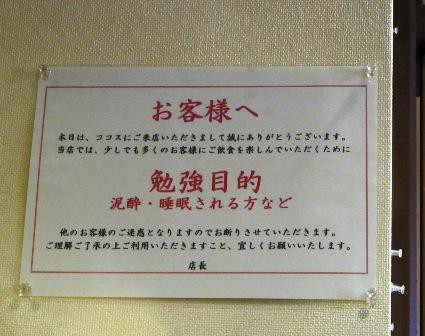 お客様へ
本日は、ココスにご来店いただきまして誠にありがとうございます。
当店では、少しでも多くのお客様にご飲食を楽しんでいただくために
勉強目的
泥酔・睡眠される方など
他のお客様のご迷惑となりますのでお断りさせていただきます。
ご理解ご了承の上ご利用いただきますこと、宜しくお願いいたします。
店長